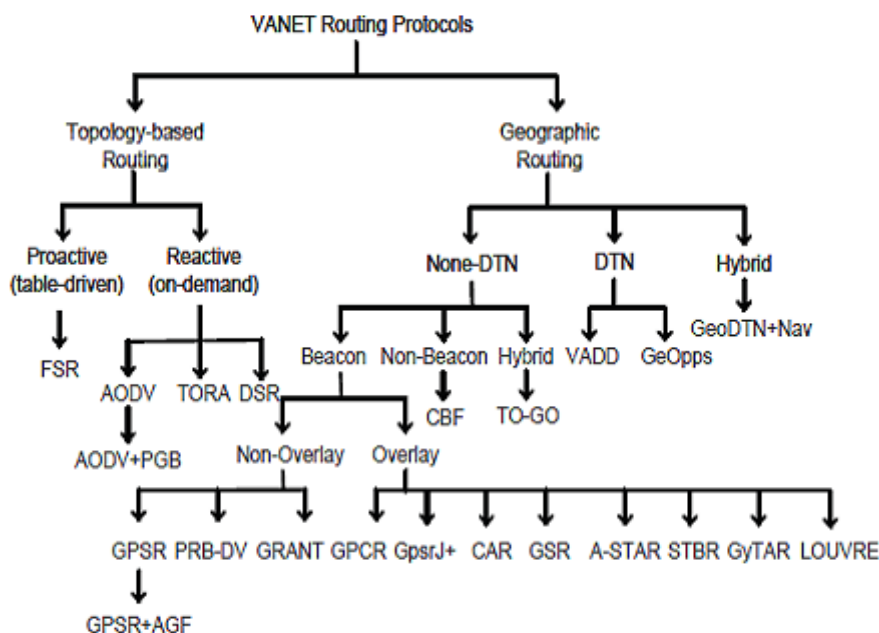 VANET Routing Protocols
Topology-based
Routing
Geographic
Routing
Proactive
(table-driven)
Reactive
(on-demand)
None-DTN
DTN
Hybrid
FSR
AODV
TORA
DSR
AODV+PGB
Beacon
Non-Beacon
Hybrid
VADD
GeOpps
GeoDTN+Nav
CBF
TO-GO
Non-Overlay
Overlay
GPSR
PRB-DV
GRANT
GPCR
GpsrJ+
CAR
GSR
A-STAR
STBR
GyTAR
LOUVRE
GPSR+AGF